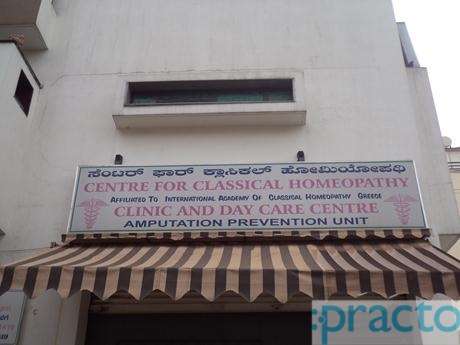 ಸೆಂಟರ್ ಫಾರ್ ಕ್ಲಾಸಿಕಲ್ ಹೋಮಿಯೋಪಥಿ
CENTRE FOR CLASSICAL HOMEOPATHY
AFFILIATED TO INTERNATIONAL ACADEMY OF CLASSICAL HOMEOPATHY GREECE
CLINIC AND DAY CARE CENTRE
AMPUTATION PREVENTION UNIT
:practo